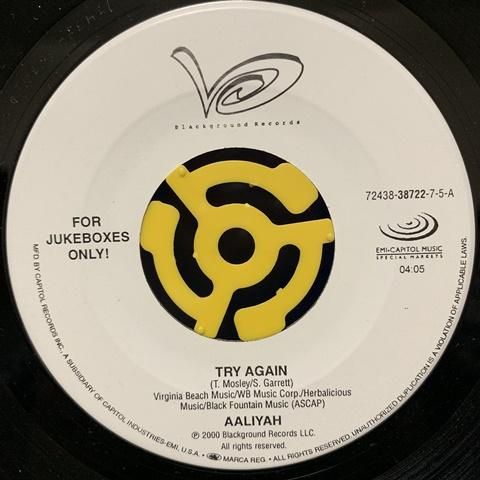 Blackground Records
72438-38722-7-5-A
FOR
JUKEBOXES
ONLY!
EMI-CAPITOL MUSIC
SPECIAL MARKETS
04:05
TRY AGAIN
(T. Mosley/S. Garrett)
Virginia Beach Music/WB Music Corp./Herbalicious
Music/Black Fountain Music (ASCAP)
AALIYAH
℗ 2000 Blackground Records LLC.
All rights reserved.
MFD. BY CAPITOL RECORDS INC., A SUBSIDIARY OF CAPITOL INDUSTRIES-EMI, U.S.A. • MARCA REG. • ALL RIGHTS RESERVED. UNAUTHORIZED DUPLICATION IS A VIOLATION OF APPLICABLE LAWS.